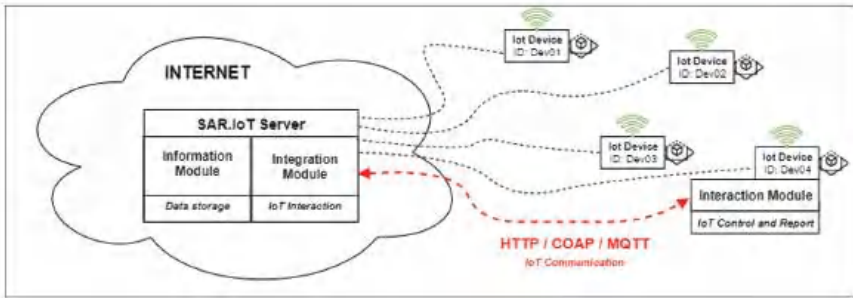 INTERNET
SAR.IoT Server
Information
Module
Integration
Module
Data storage
IoT Interaction
Iot Device
ID: Dev01
Iot Device
ID: Dev02
Iot Device
ID: Dev03
Iot Device
ID: Dev04
Interaction Module
IoT Control and Report
HTTP / COAP / MQTT
IoT Communication